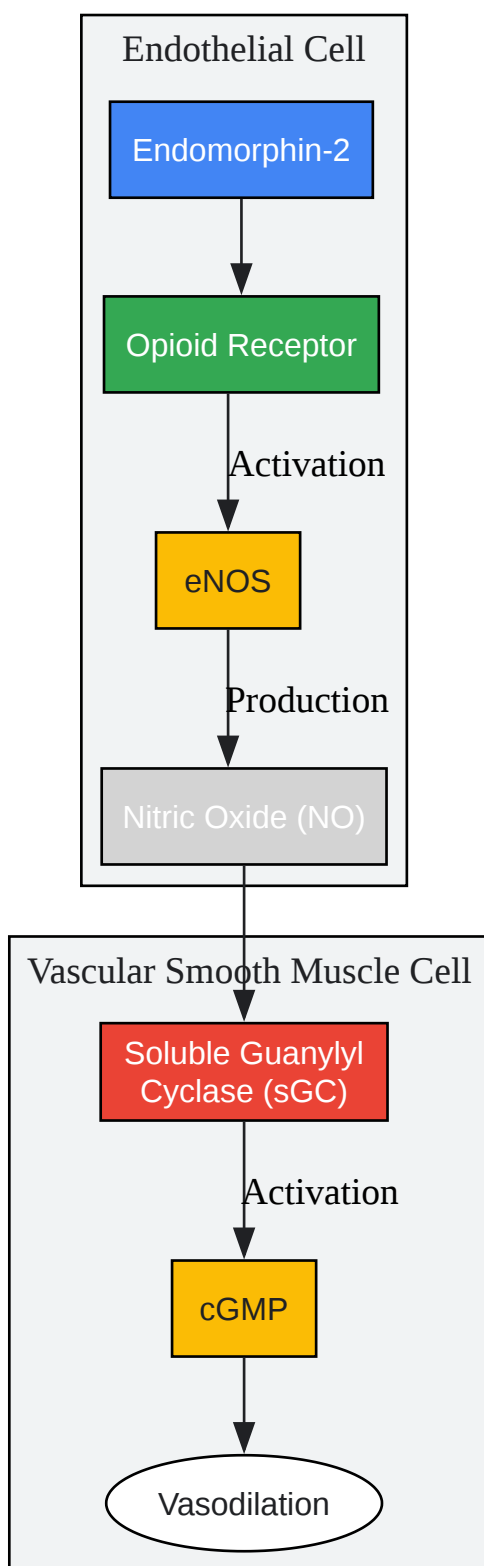 Endothelial Cell
Endomorphin-2
Opioid Receptor
Activation
eNOS
Production
Nitric Oxide (NO)
Vascular Smooth Muscle Cell
Soluble Guanylyl
Cyclase (sGC)
Activation
cGMP
Vasodilation